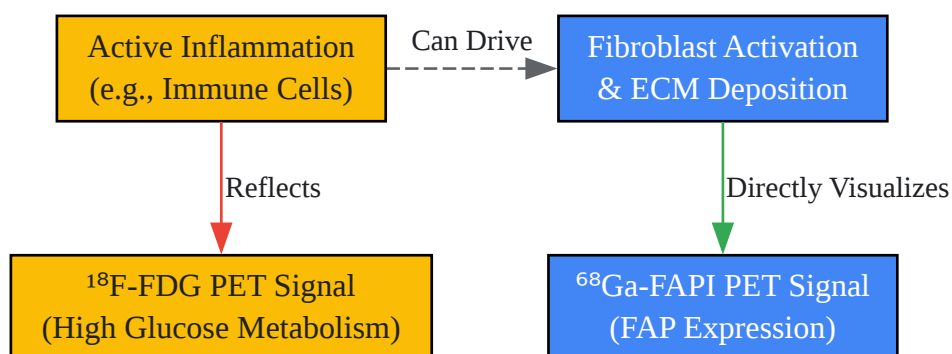 Active Inflammation
(e.g., Immune Cells)
Can Drive
Fibroblast Activation
& ECM Deposition
Reflects
Directly Visualizes
¹⁸F-FDG PET Signal
(High Glucose Metabolism)
⁶⁸Ga-FAPI PET Signal
(FAP Expression)